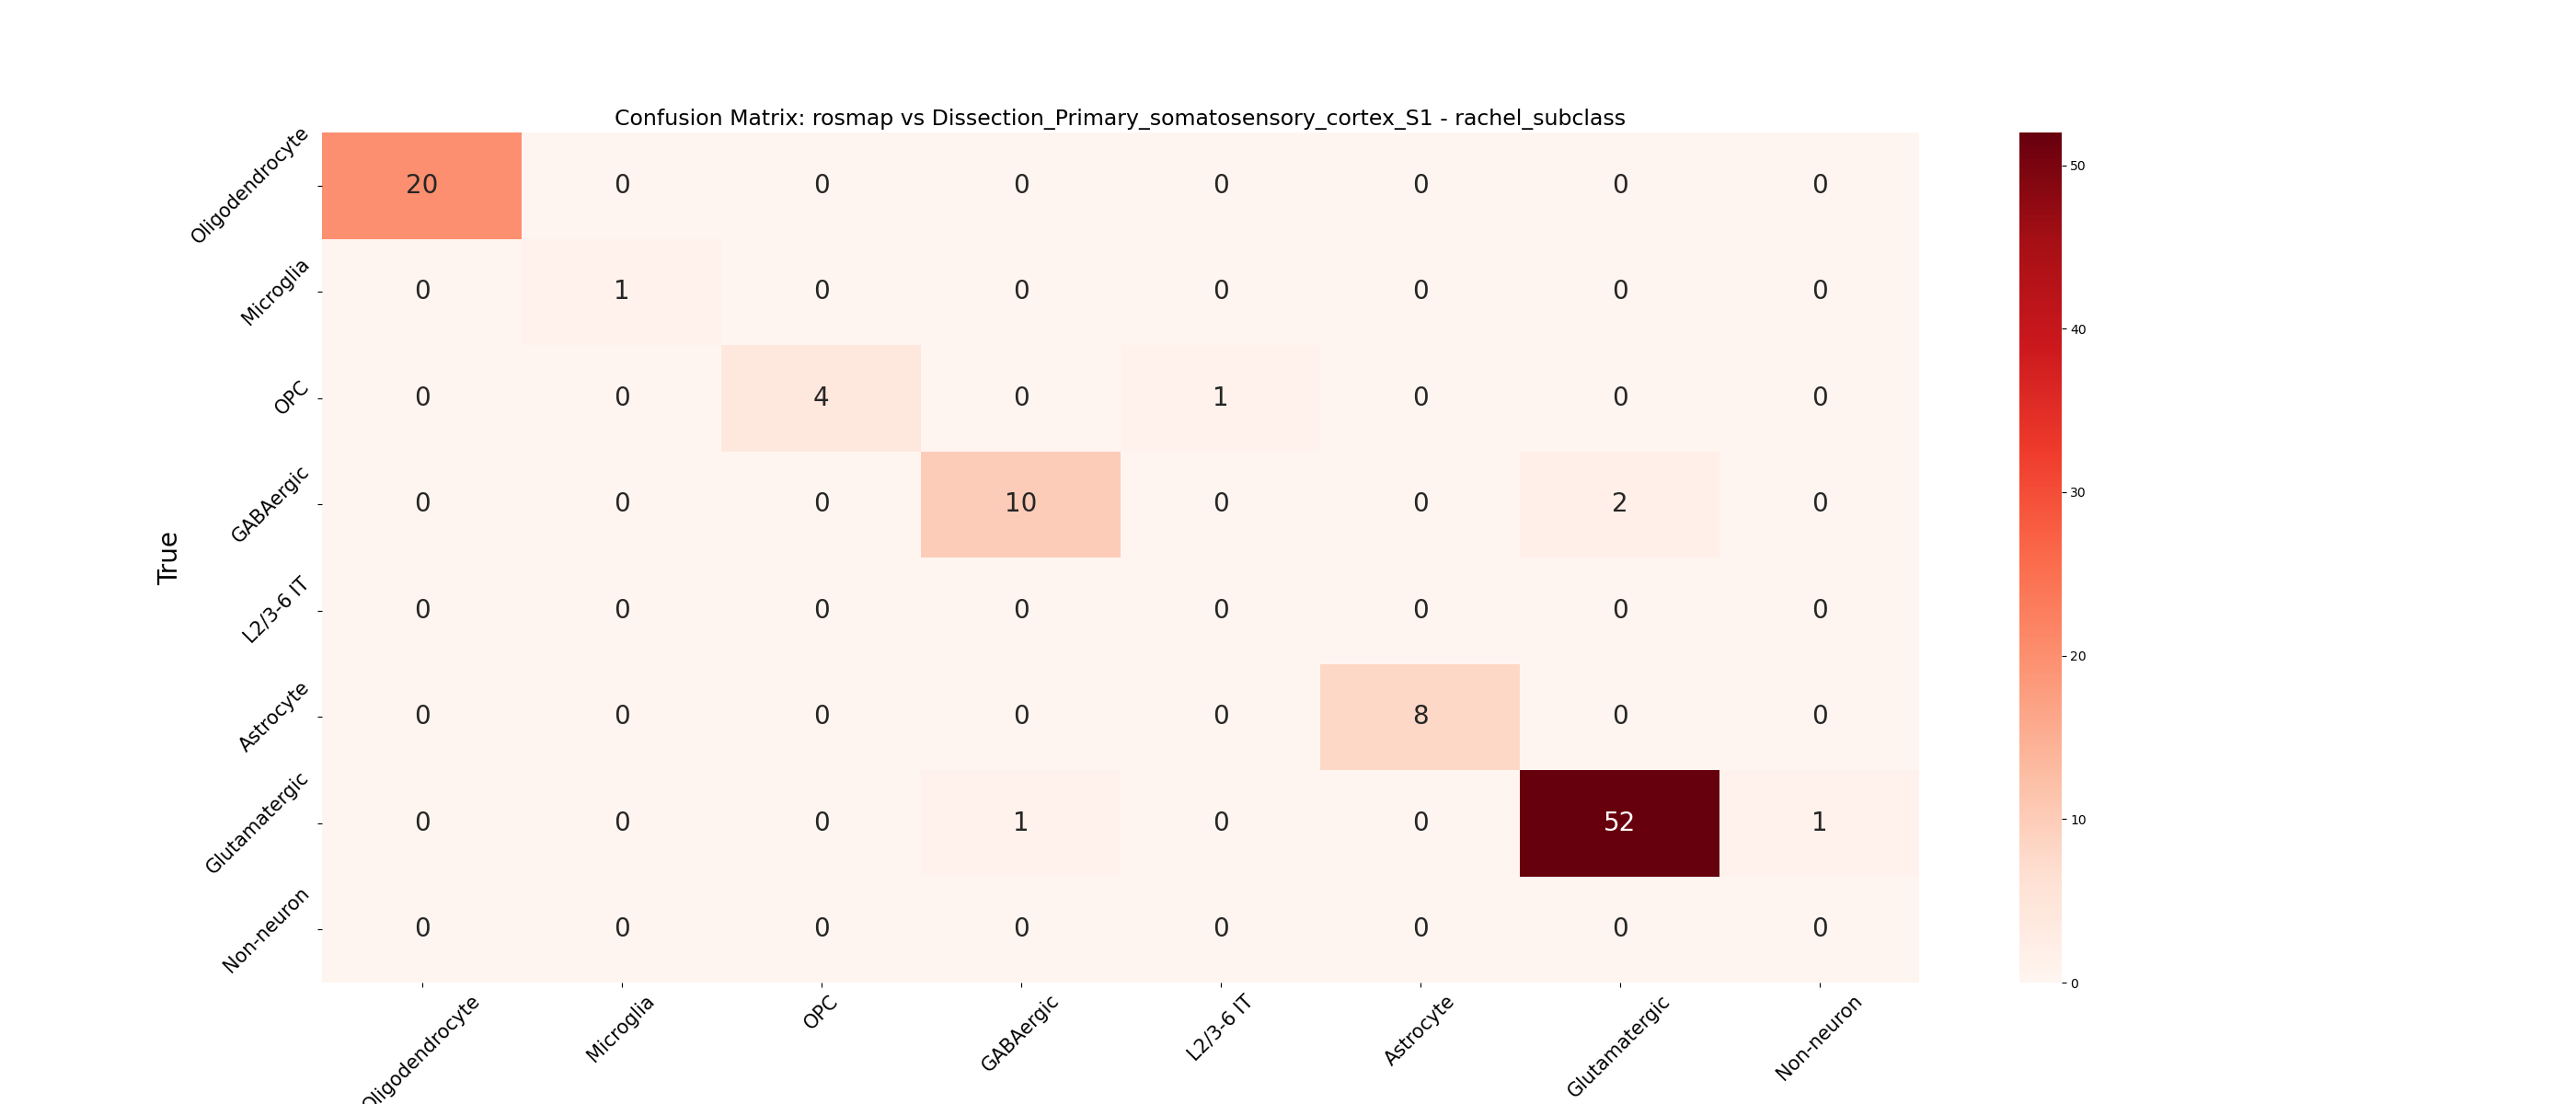 Confusion Matrix: rosmap vs Dissection_Primary_somatosensory_cortex_S1 - rachel_subclass
True
Oligodendrocyte 20 0 0 0 0 0 0 0
Microglia 0 1 0 0 0 0 0 0
OPC 0 0 4 0 1 0 0 0
GABAergic 0 0 0 10 0 0 2 0
L2/3-6 IT 0 0 0 0 0 0 0 0
Astrocyte 0 0 0 0 0 8 0 0
Glutamatergic 0 0 0 1 0 0 52 1
Non-neuron 0 0 0 0 0 0 0 0
Oligodendrocyte Microglia OPC GABAergic L2/3-6 IT Astrocyte Glutamatergic Non-neuron
50
40
30
20
10
0